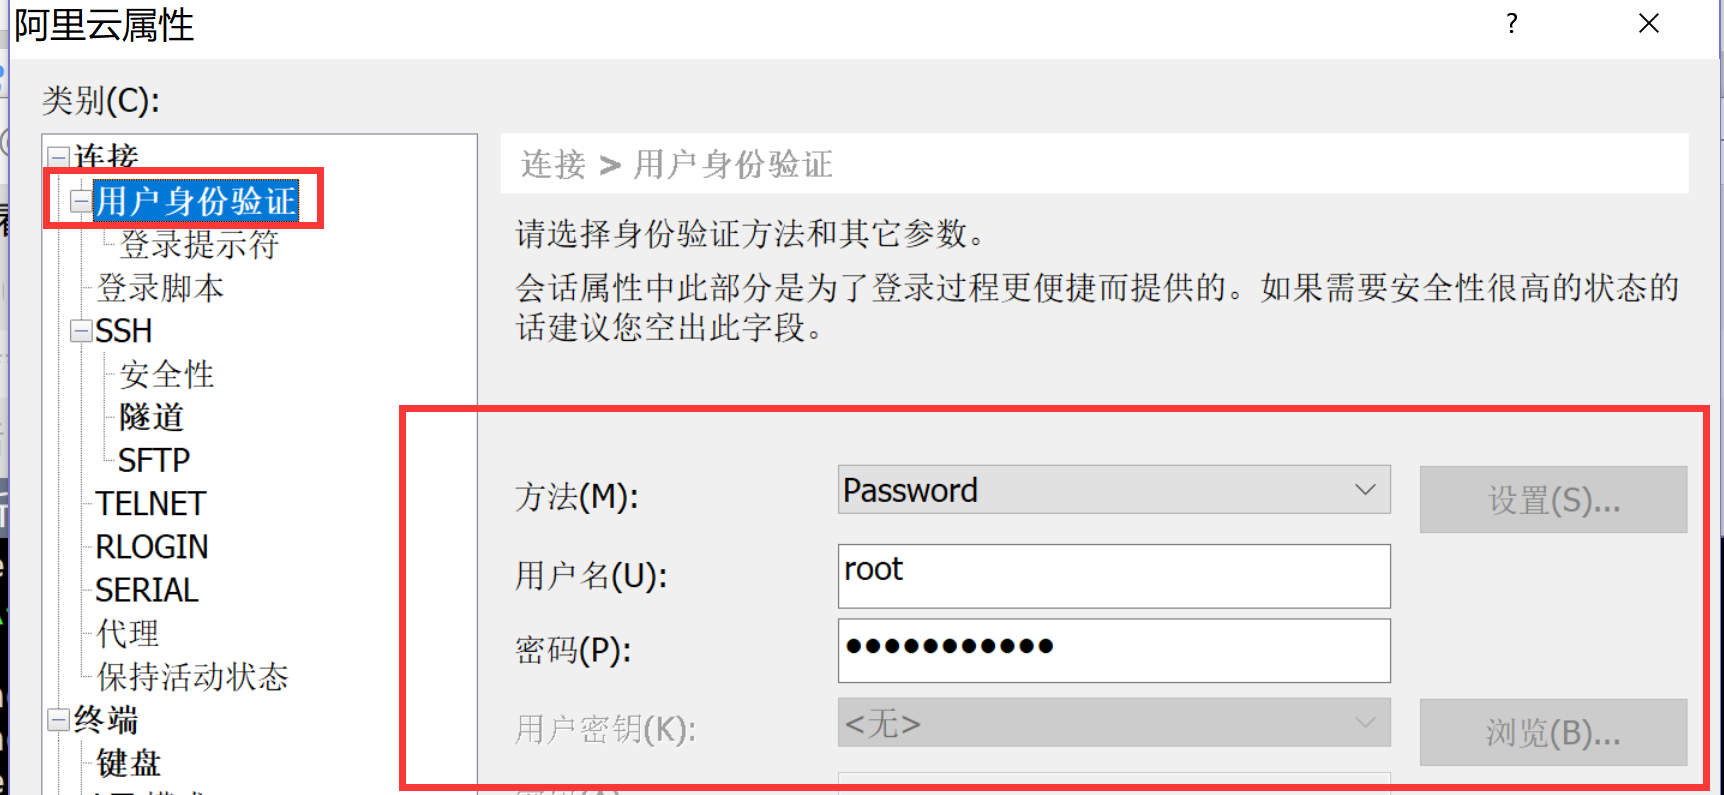 阿里云属性
?
类别(C):
连接
用户身份验证
登录提示符
登录脚本
SSH
安全性
隧道
SFTP
TELNET
RLOGIN
SERIAL
代理
保持活动状态
终端
键盘
连接 > 用户身份验证
请选择身份验证方法和其它参数。
会话属性中此部分是为了登录过程更便捷而提供的。如果需要安全性很高的状态的
话建议您空出此字段。
方法(M):
Password
设置(S)...
用户名(U):
root
密码(P):
●●●●●●●●●●●
用户密钥(K):
<无>
浏览(B)...